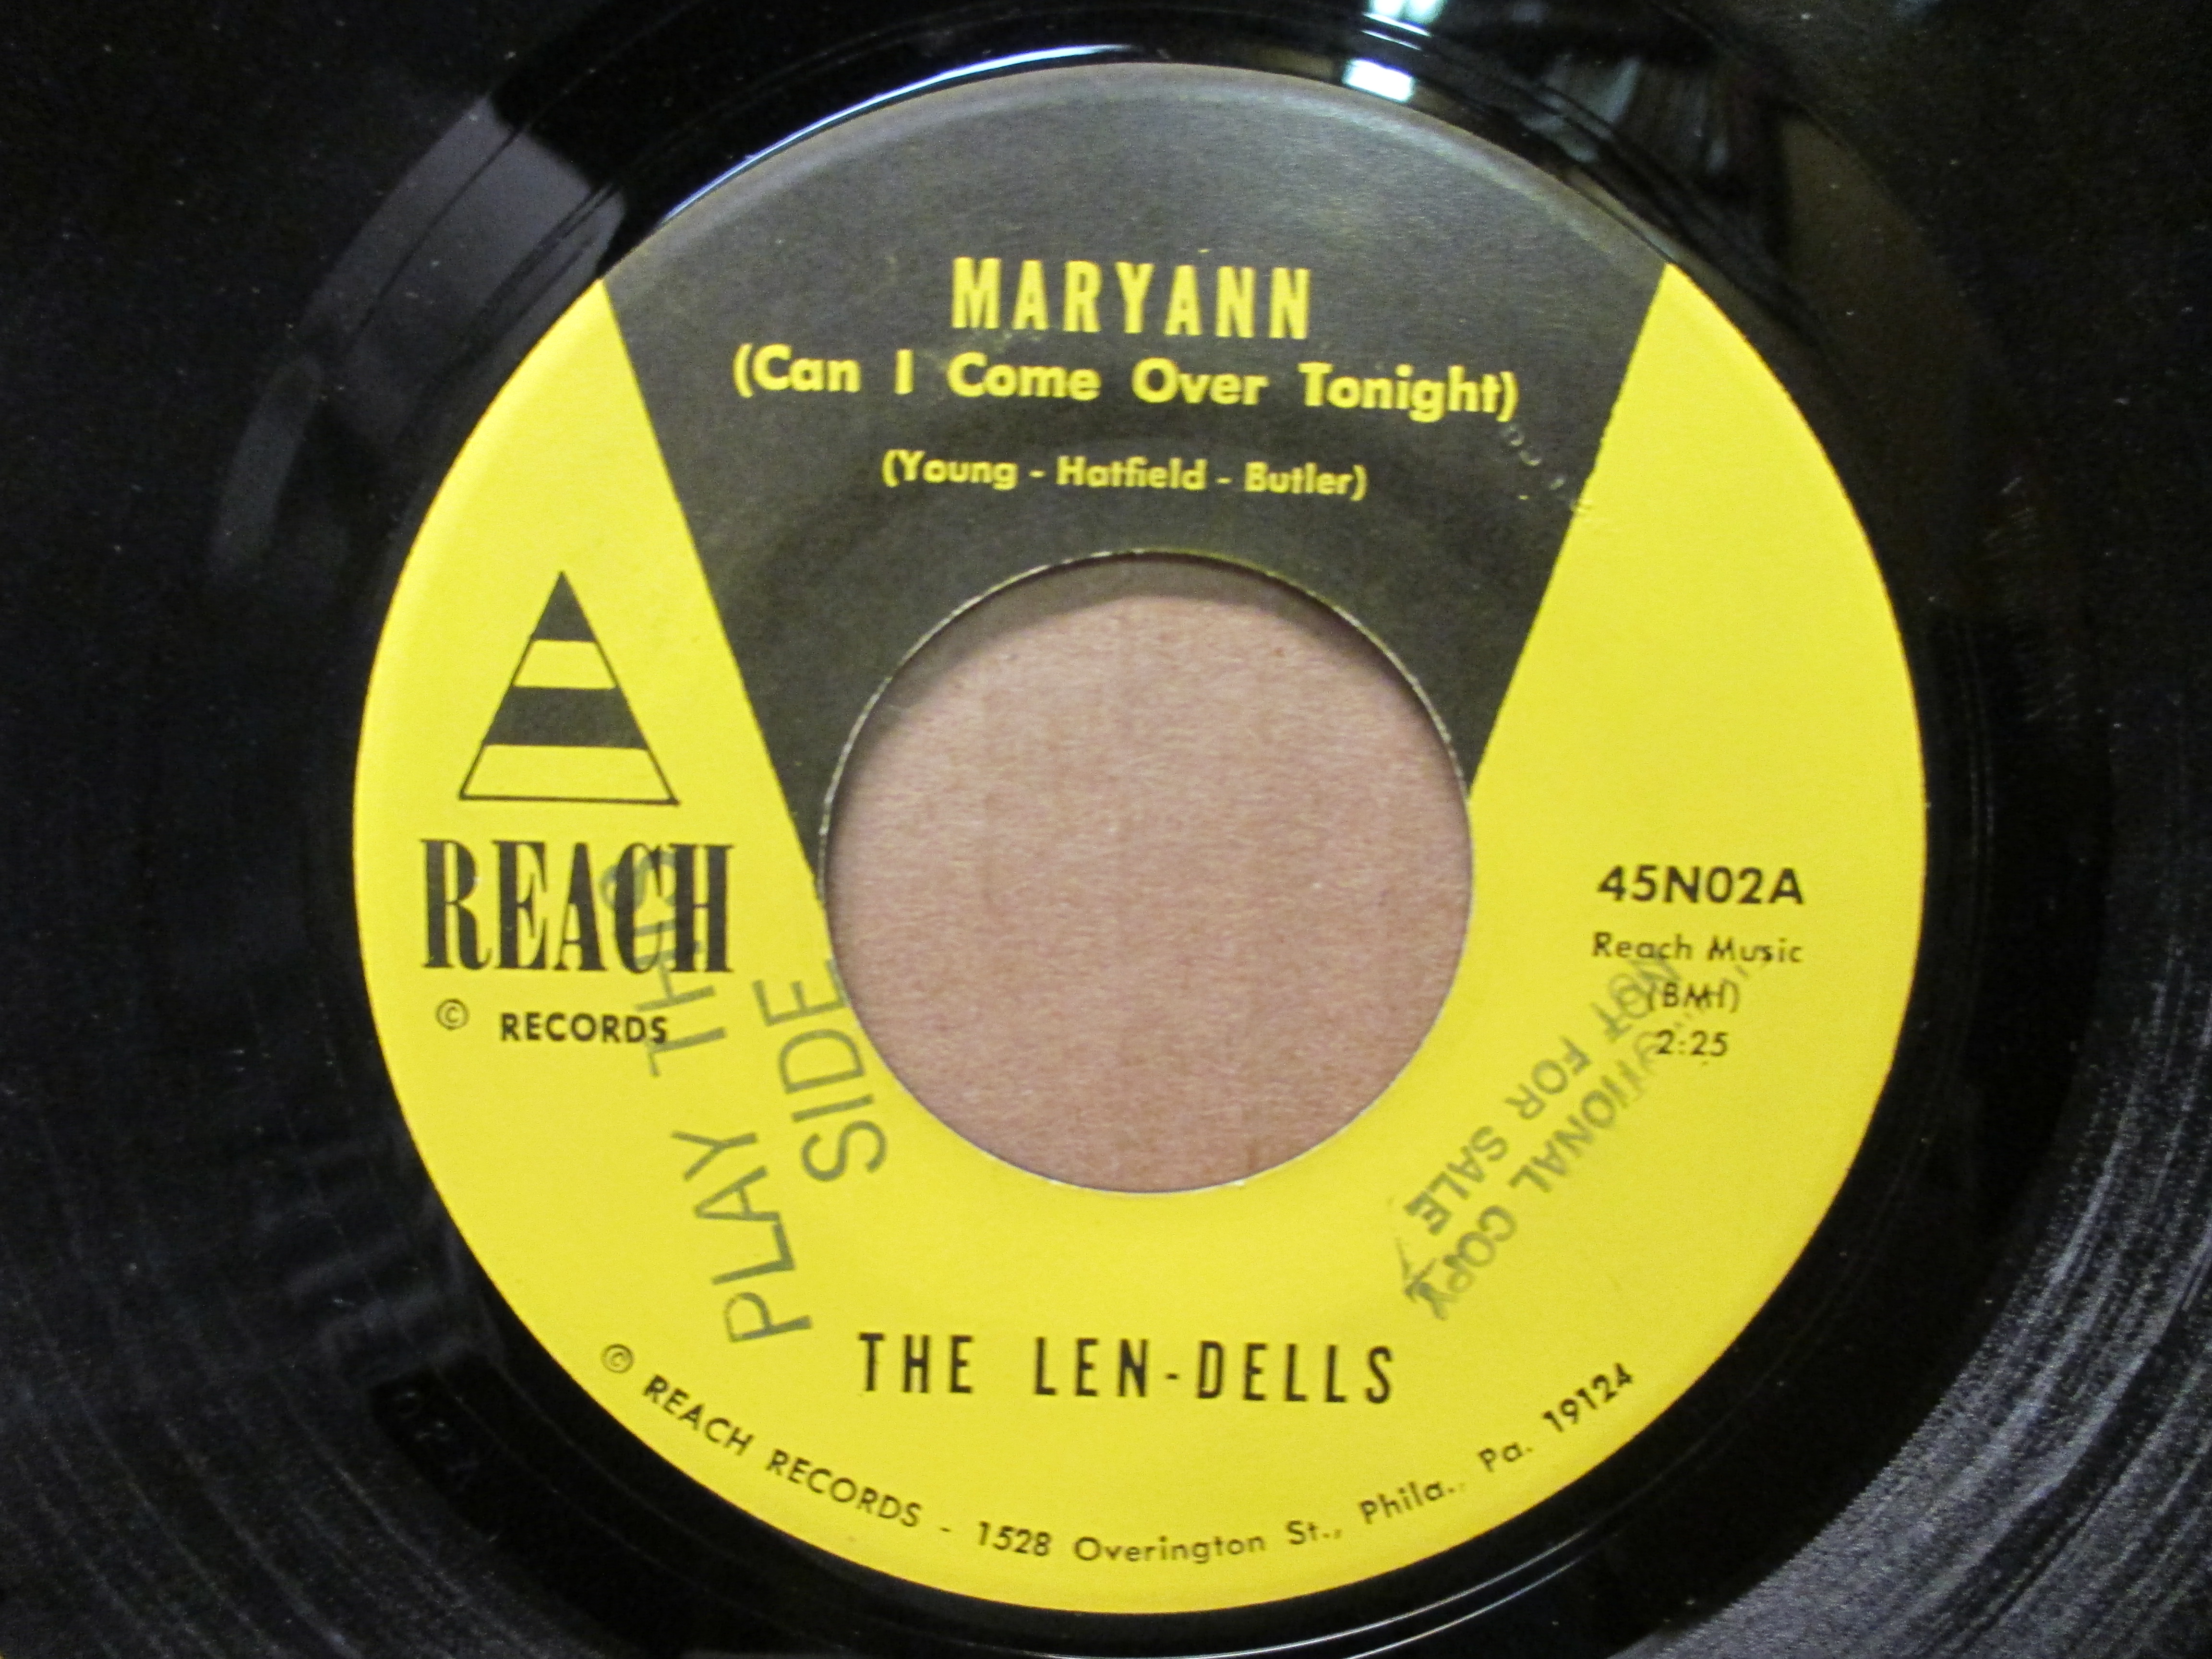 MARYANN
(Can I Come Over Tonight)
(Young - Hatfield - Butler)
REACH
© RECORDS
45N02A
Reach Music
(BMI)
2:25
PLAY THIS
SIDE
COPY
NOT FOR SALE
THE LEN-DELLS
© REACH RECORDS - 1528 Overington St., Phila., Pa. 19124